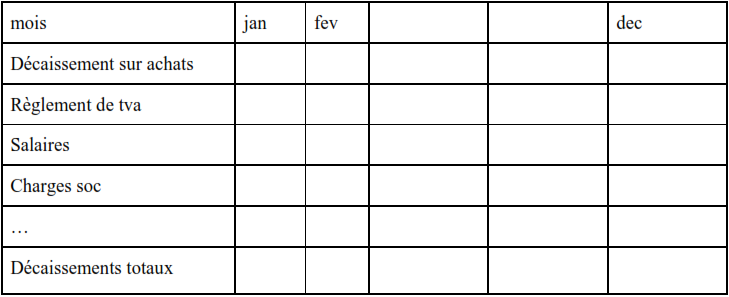 mois jan fev dec
Décaissement sur achats
Règlement de tva
Salaires
Charges soc
…
Décaissements totaux